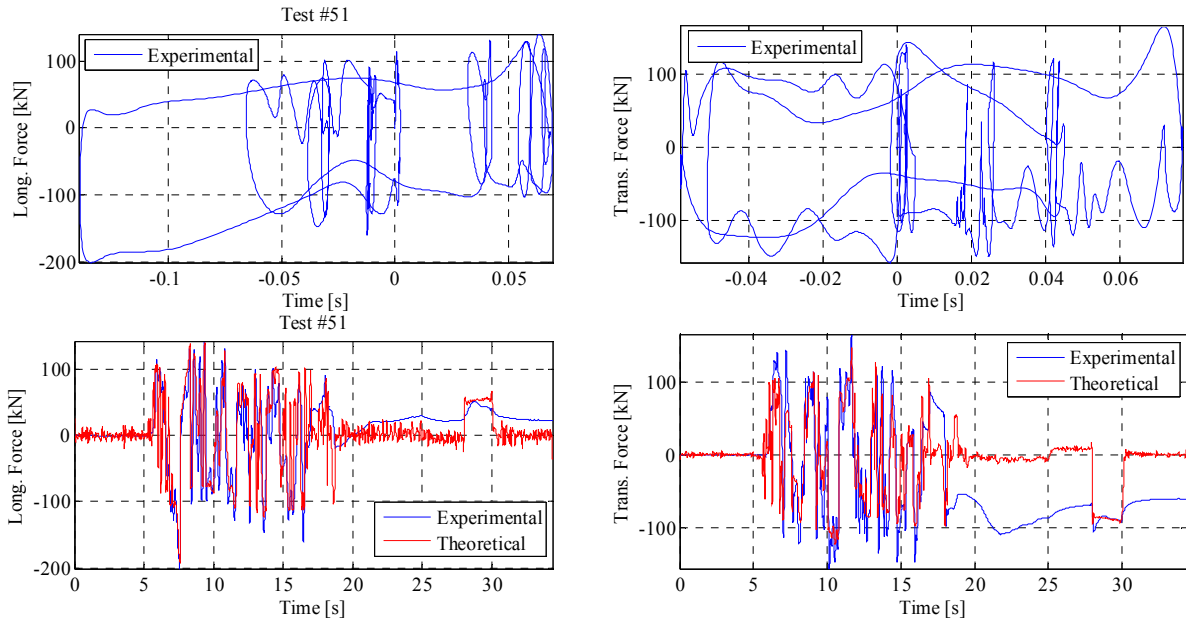 Test #51
Experimental
Long. Force [kN]
100
0
-100
-200
-0.1
-0.05
0
0.05
Time [s]
Experimental
Trans. Force [kN]
100
0
-100
-0.04
-0.02
0
0.02
0.04
0.06
Time [s]
Test #51
Long. Force [kN]
100
0
-100
-200
Experimental
Theoretical
0
5
10
15
20
25
30
Time [s]
Trans. Force [kN]
100
0
-100
Experimental
Theoretical
0
5
10
15
20
25
30
Time [s]